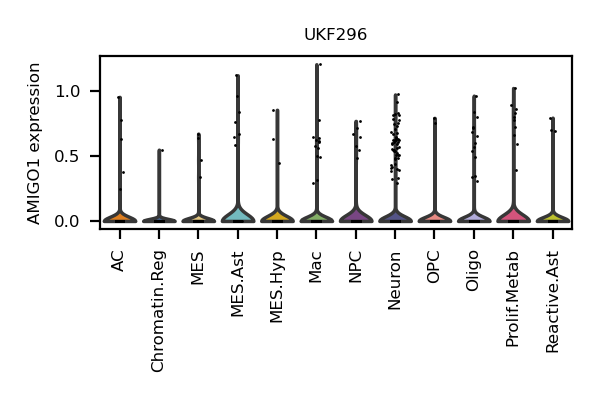 UKF296
AMIGO1 expression
1.0
0.5
0.0
AC
Chromatin.Reg
MES
MES.Ast
MES.Hyp
Mac
NPC
Neuron
OPC
Oligo
Prolif.Metab
Reactive.Ast